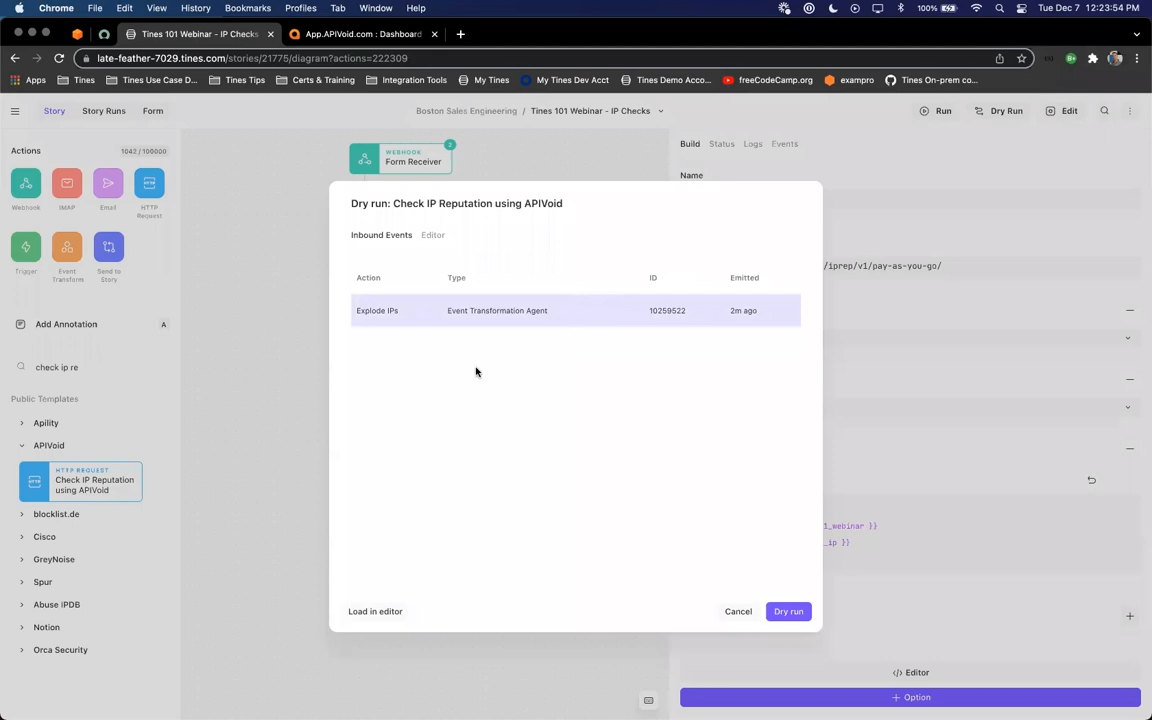 Chrome File Edit View History Bookmarks Profiles Tab Window Help 100% Tue Dec 7 12:23:54 PM
Tines 101 Webinar - IP Checks App.APIVoid.com : Dashboard
late-feather-7029.tines.com/stories/21775/diagram?actions=222309
Apps Tines Tines Use Case D... Tines Tips Certs & Training Integration Tools My Tines My Tines Dev Acct Tines Demo Acco... freeCodeCamp.org exampro Tines On-prem co...
Story Story Runs Form Boston Sales Engineering / Tines 101 Webinar - IP Checks Run Dry Run Edit
Actions 1042 / 100000
Webhook IMAP Email HTTP Request
Trigger Event Transform Send to Story
Add Annotation A
check ip re
Public Templates
Apility
APIVoid
HTTP REQUEST
Check IP Reputation
using APIVoid
blocklist.de
Cisco
GreyNoise
Spur
Abuse IPDB
Notion
Orca Security
WEBHOOK 2
Form Receiver
Dry run: Check IP Reputation using APIVoid
Inbound Events Editor
Action Type ID Emitted
Explode IPs Event Transformation Agent 10259522 2m ago
Load in editor Cancel Dry run
Build Status Logs Events
Name
/iprep/v1/pay-as-you-go/
1_webinar }}
_ip }}
</> Editor
+ Option